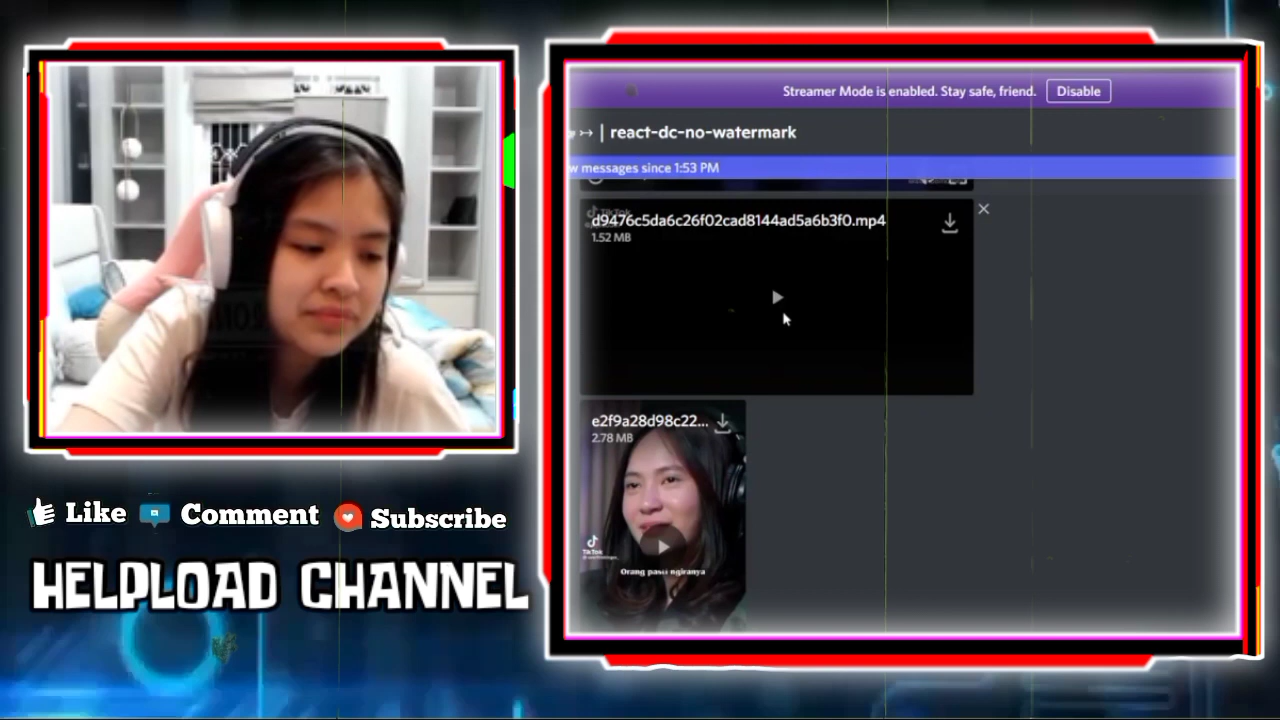 Streamer Mode is enabled. Stay safe, friend.
Disable
react-dc-no-watermark
w messages since 1:53 PM
TikTok
d9476c5da6c26f02cad8144ad5a6b3f0.mp4
1.52 MB
e2f9a28d98c22...
2.78 MB
TikTok
Orang pasti ngiranya
Like
Comment
Subscribe
HELPLOAD CHANNEL